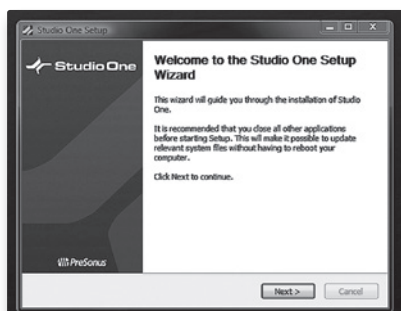 Studio One Setup
Studio One
Welcome to the Studio One Setup
Wizard
This wizard will guide you through the installation of Studio
One.
It is recommended that you close all other applications
before starting Setup. This will make it possible to update
relevant system files without having to reboot your
computer.
Click Next to continue.
PreSonus
Next >
Cancel